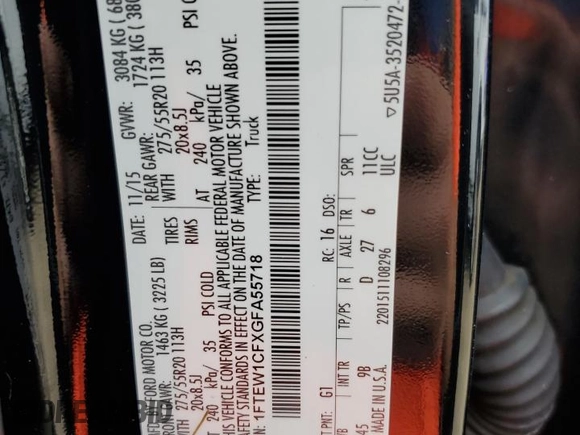 FORD MOTOR CO.
DATE: 11/15 GVWR: 3084 KG
1463 KG ( 3225 LB) REAR GAWR: 1724 KG
275/55R20 113H TIRES WITH 275/55R20 113H
20x8.5J RIMS 20x8.5J
AT 240 kPa/ 35 PSI COLD AT 240 kPa/ 35 PSI
THIS VEHICLE CONFORMS TO ALL APPLICABLE FEDERAL MOTOR VEHICLE
SAFETY STANDARDS IN EFFECT ON THE DATE OF MANUFACTURE SHOWN ABOVE.
1FTEW1CFXGFA55718 TYPE: Truck
PNT: G1 RC: 16 DSO:
INT TR TP/PS R AXLE TR SPR
45 9B D 27 6 11CC
MADE IN U.S.A. 2201511108296 ULC
▽5U5A-3520472-